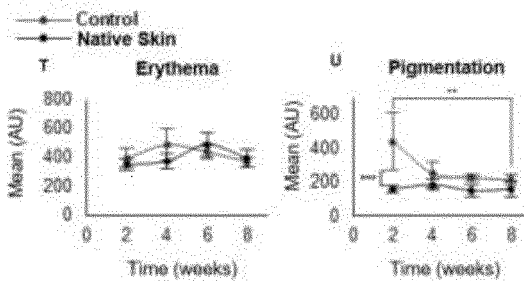 Control
Native Skin
T Erythema
U Pigmentation
Mean (AU)
800
600
400
200
0
0 2 4 6 8
Time (weeks)
Mean (AU)
600
400
200
0
0 2 4 6 8
Time (weeks)